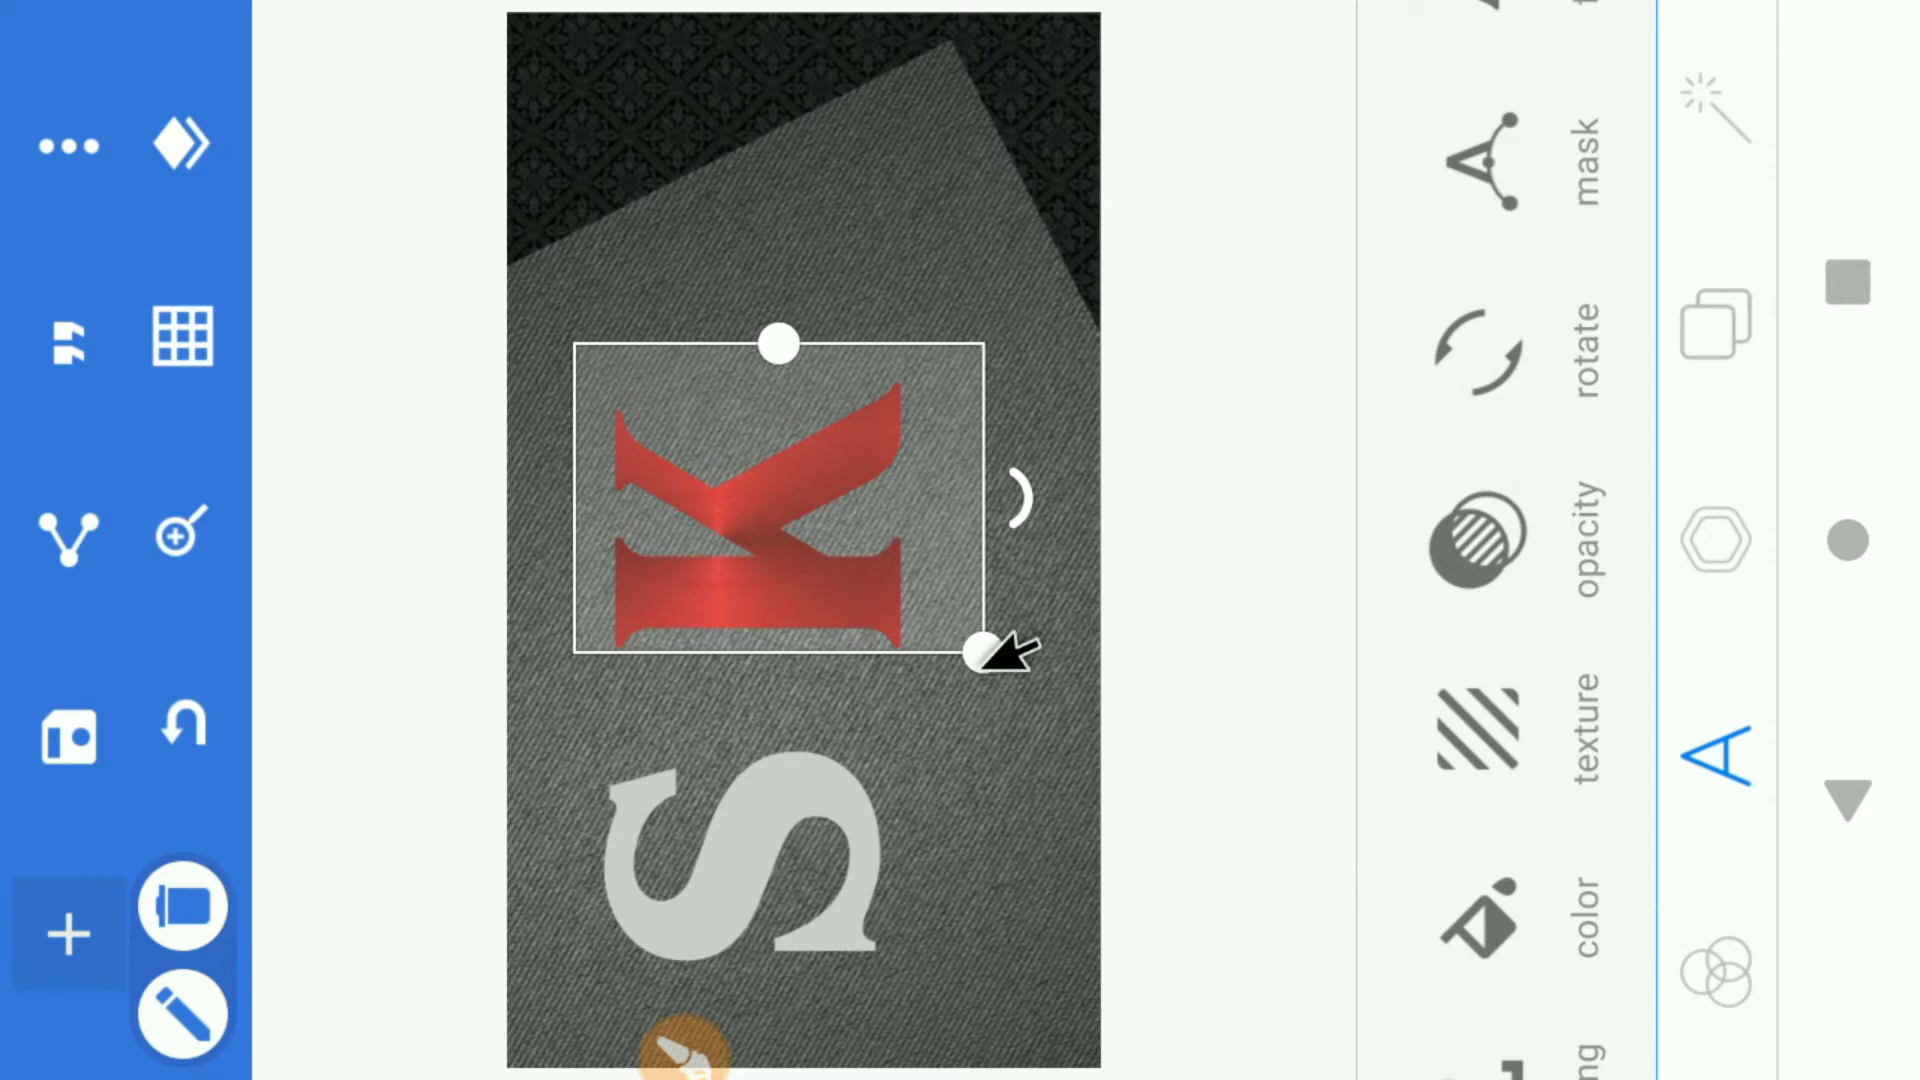 S K
color
texture
opacity
rotate
mask